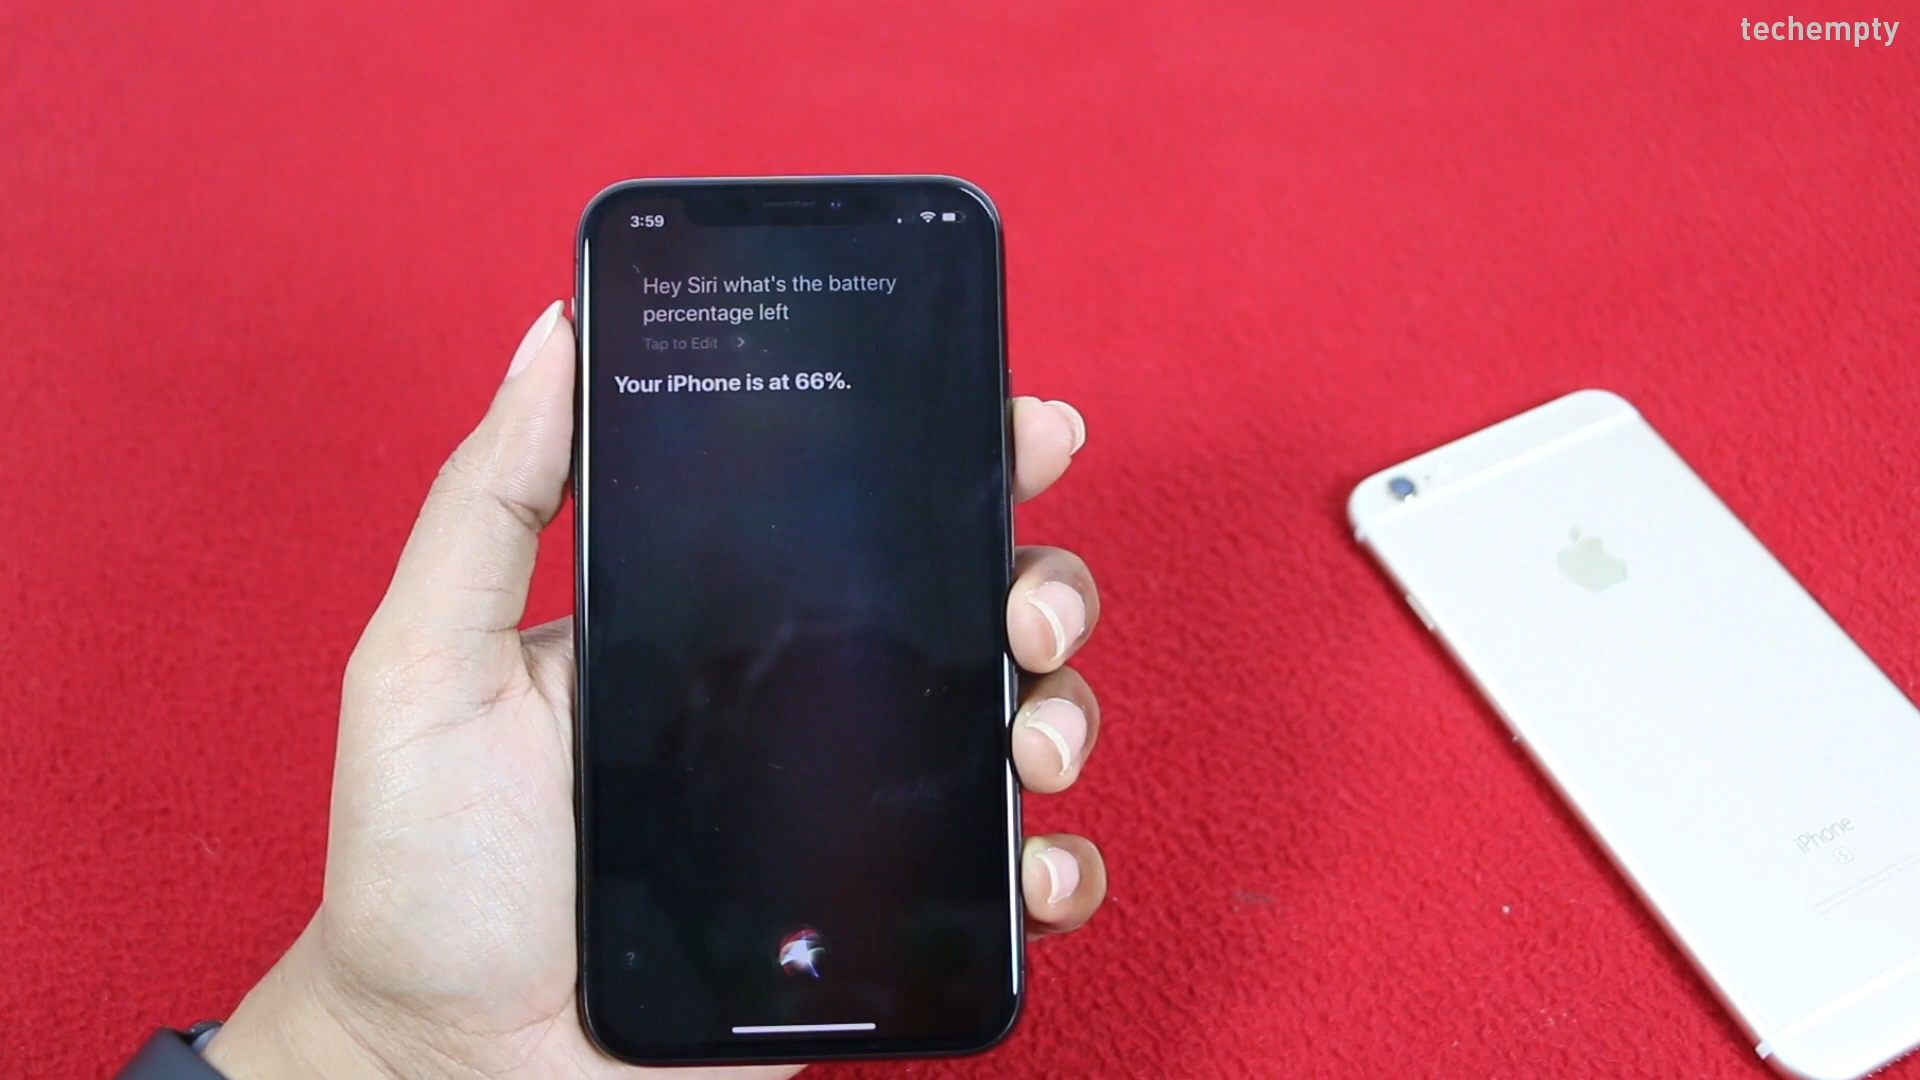 techempty
3:59
Hey Siri what's the battery
percentage left
Tap to Edit >
Your iPhone is at 66%.
?
iPhone
S